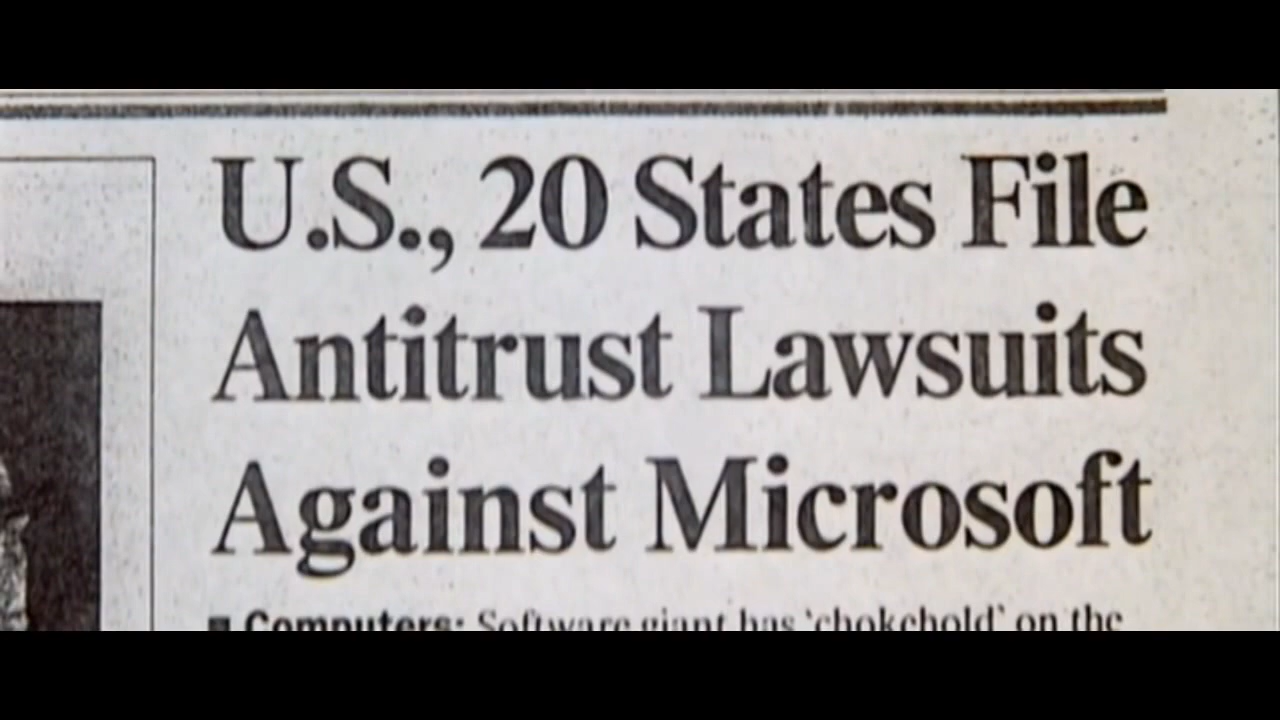 U.S., 20 States File
Antitrust Lawsuits
Against Microsoft
■ Computers: Software giant has ‘chokehold’ on the